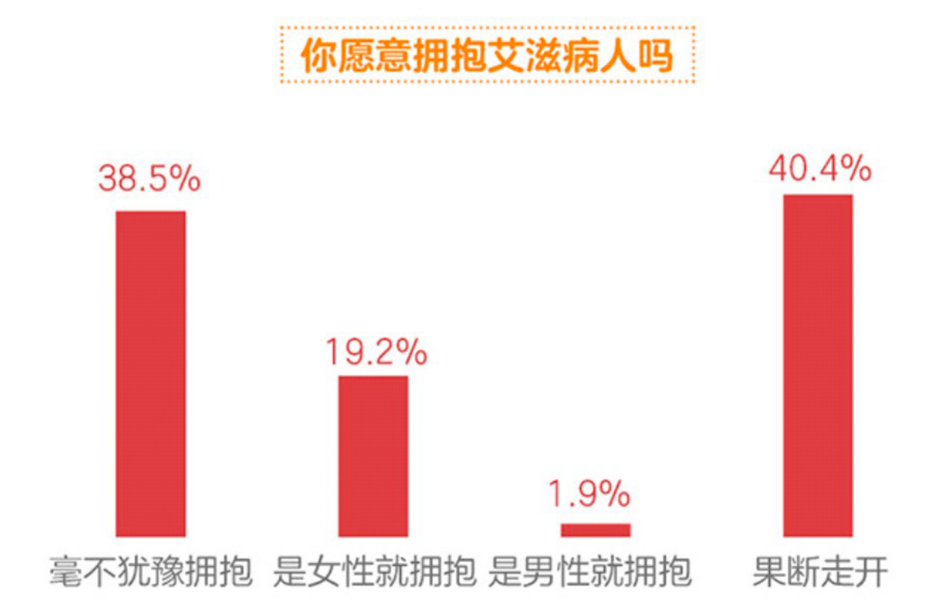 你愿意拥抱艾滋病人吗
38.5%
19.2%
1.9%
40.4%
毫不犹豫拥抱
是女性就拥抱
是男性就拥抱
果断走开